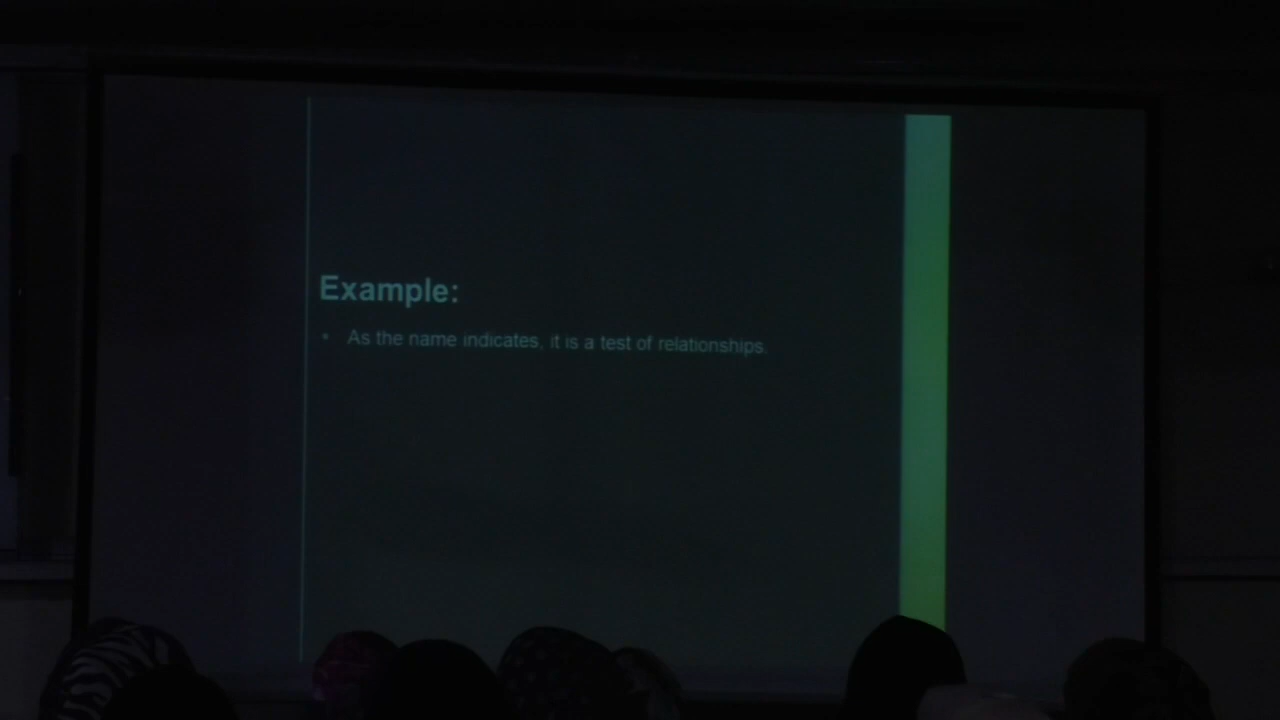 Example:
• As the name indicates, it is a test of relationships.